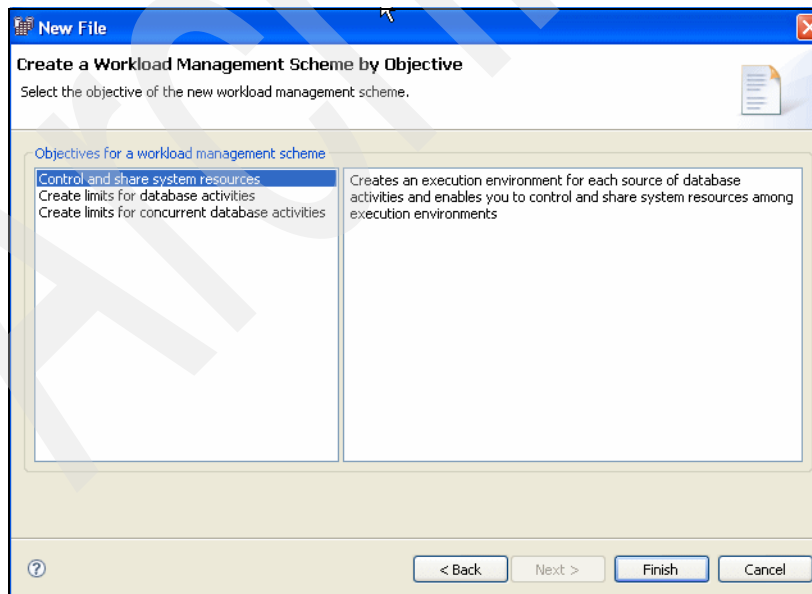 New File
Create a Workload Management Scheme by Objective
Select the objective of the new workload management scheme.
Objectives for a workload management scheme
Control and share system resources
Create limits for database activities
Create limits for concurrent database activities
Creates an execution environment for each source of database
activities and enables you to control and share system resources among
execution environments
?
< Back
Next >
Finish
Cancel